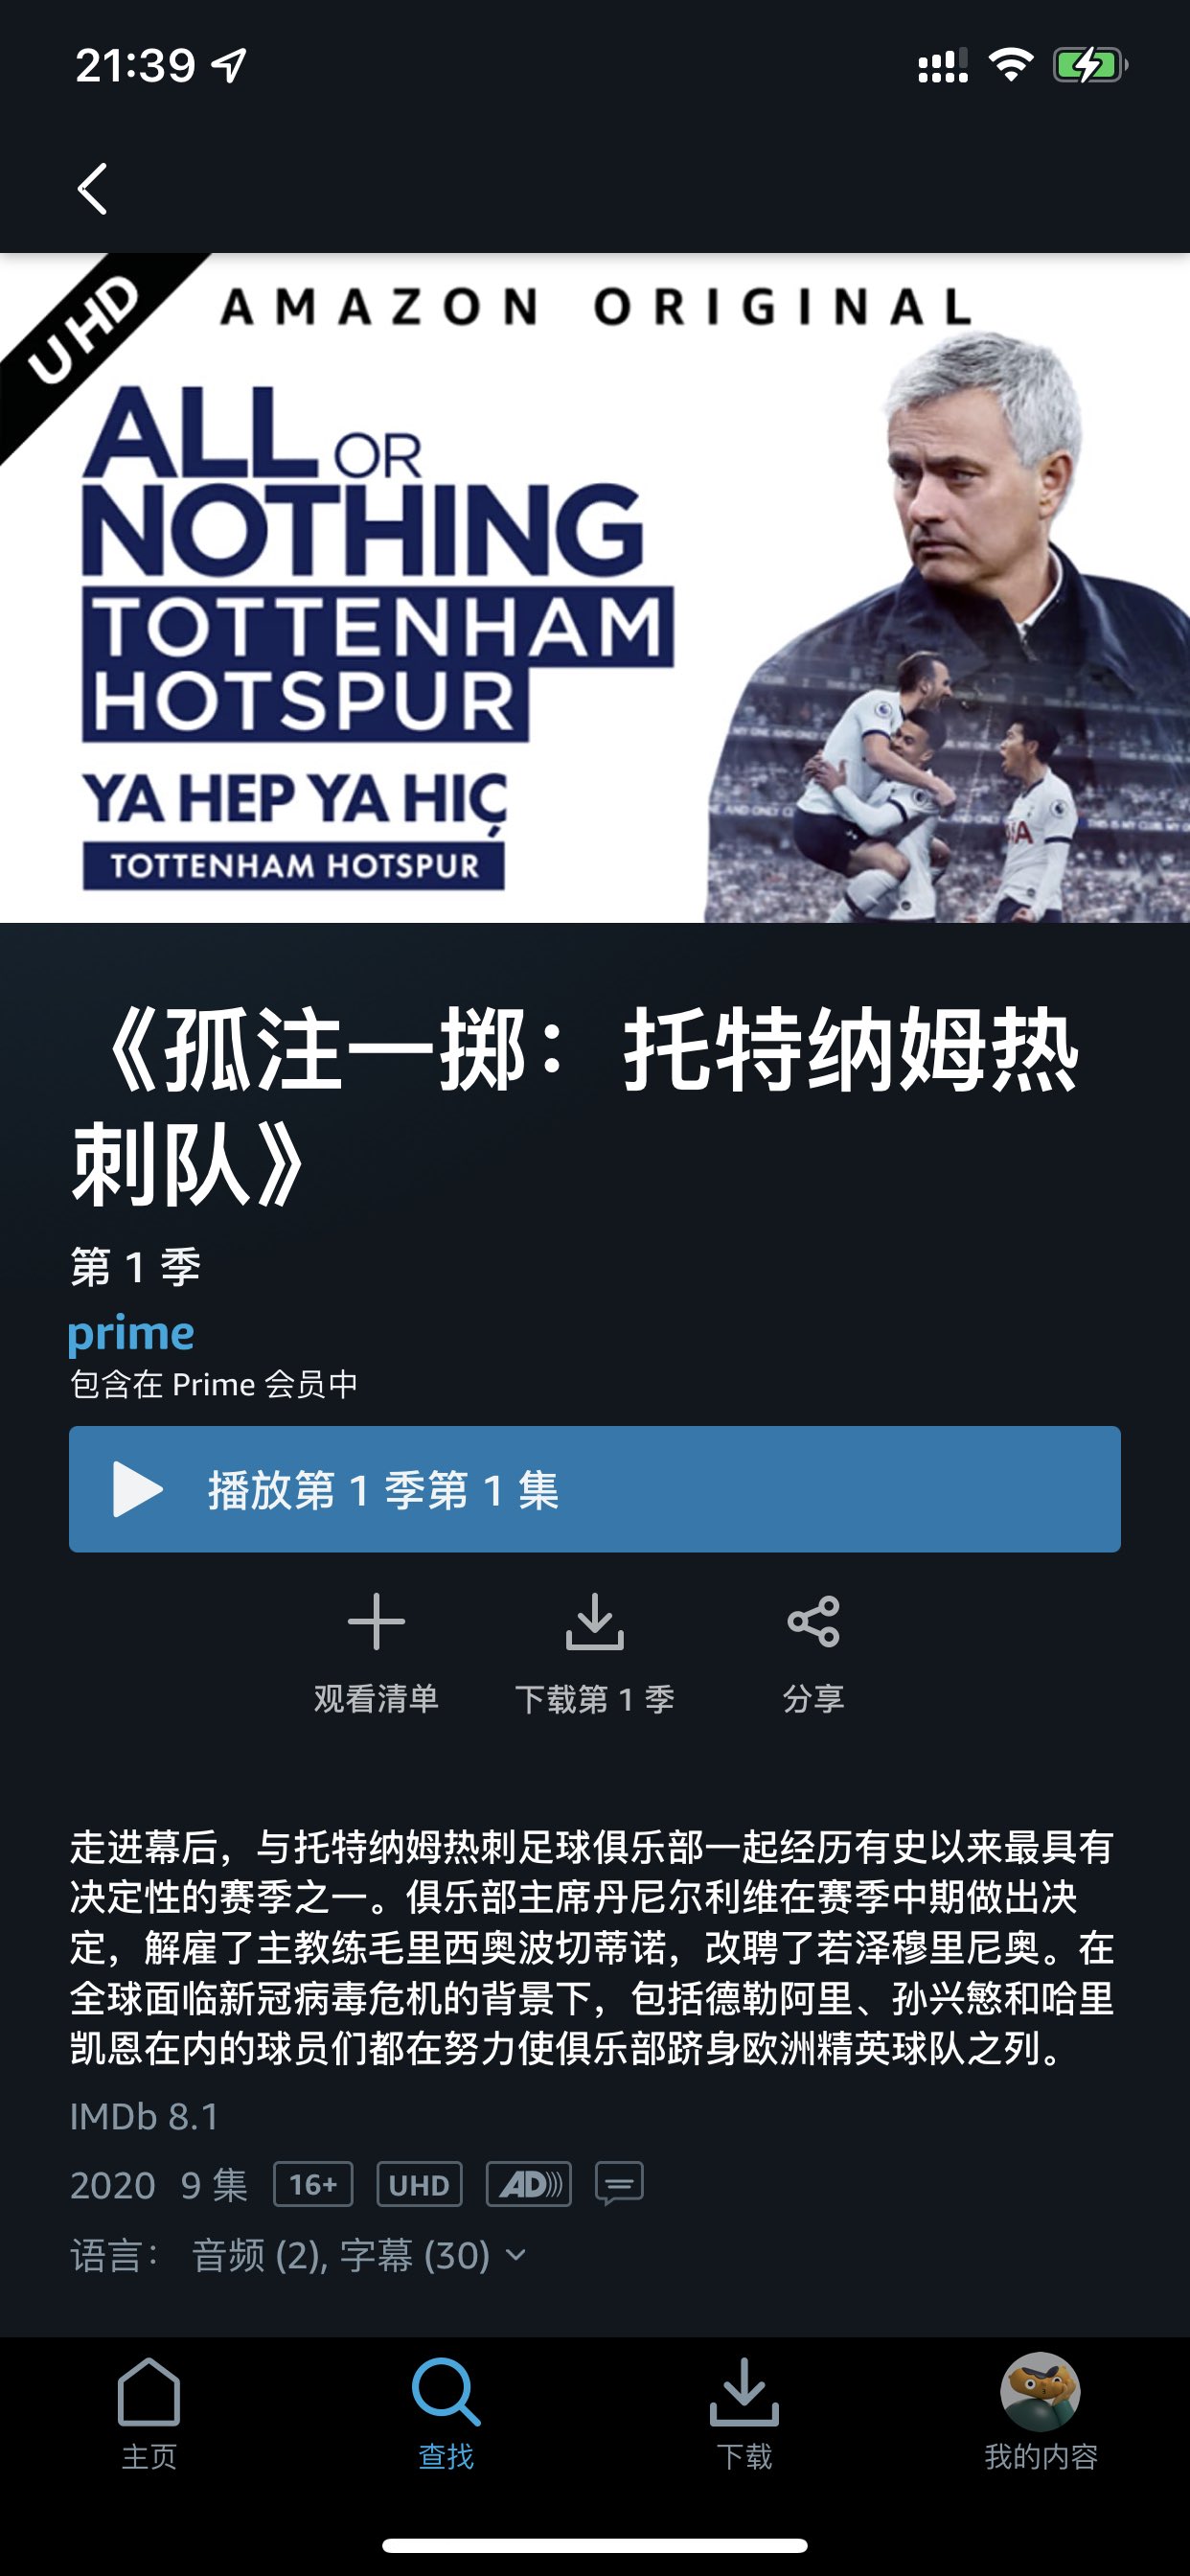 21:39
UHD
AMAZON ORIGINAL
ALL OR
NOTHING
TOTTENHAM
HOTSPUR
YA HEP YA HIÇ
TOTTENHAM HOTSPUR
《孤注一掷： 托特纳姆热
刺队》
第 1 季
prime
包含在 Prime 会员中
播放第 1 季第 1 集
观看清单
下载第 1 季
分享
走进幕后，与托特纳姆热刺足球俱乐部一起经历有史以来最具有
决定性的赛季之一。俱乐部主席丹尼尔利维在赛季中期做出决
定，解雇了主教练毛里西奥波切蒂诺，改聘了若泽穆里尼奥。在
全球面临新冠病毒危机的背景下，包括德勒阿里、孙兴慜和哈里
凯恩在内的球员们都在努力使俱乐部跻身欧洲精英球队之列。
IMDb 8.1
2020 9 集 16+ UHD AD
语言： 音频 (2), 字幕 (30)
主页
查找
下载
我的内容